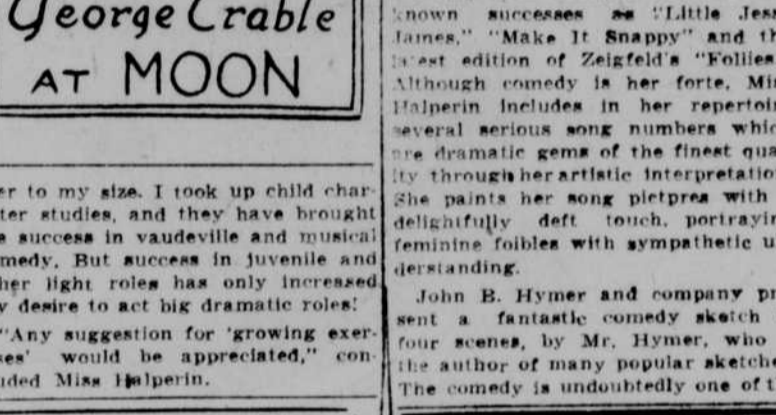 George Crable
AT MOON
er to my size. I took up child char-
ter studies, and they have brought
e success in vaudeville and musical
medy. But success in juvenile and
her light roles has only increased
y desire to act big dramatic roles!
"Any suggestion for 'growing exer-
ses' would be appreciated," con-
uded Miss Halperin.
known successes as "Little Jess
James," "Make It Snappy" and th
latest edition of Zeigfeld's "Follies
Although comedy is her forte, Mis
Halperin includes in her repertoir
several serious song numbers whic
are dramatic gems of the finest qua
ity through her artistic interpretatio
She paints her song pictpres with
delightfully deft touch, portrayin
feminine foibles with sympathetic u
derstanding.
John B. Hymer and company pr
sent a fantastic comedy sketch
four scenes, by Mr. Hymer, who
the author of many popular sketche
The comedy is undoubtedly one of t